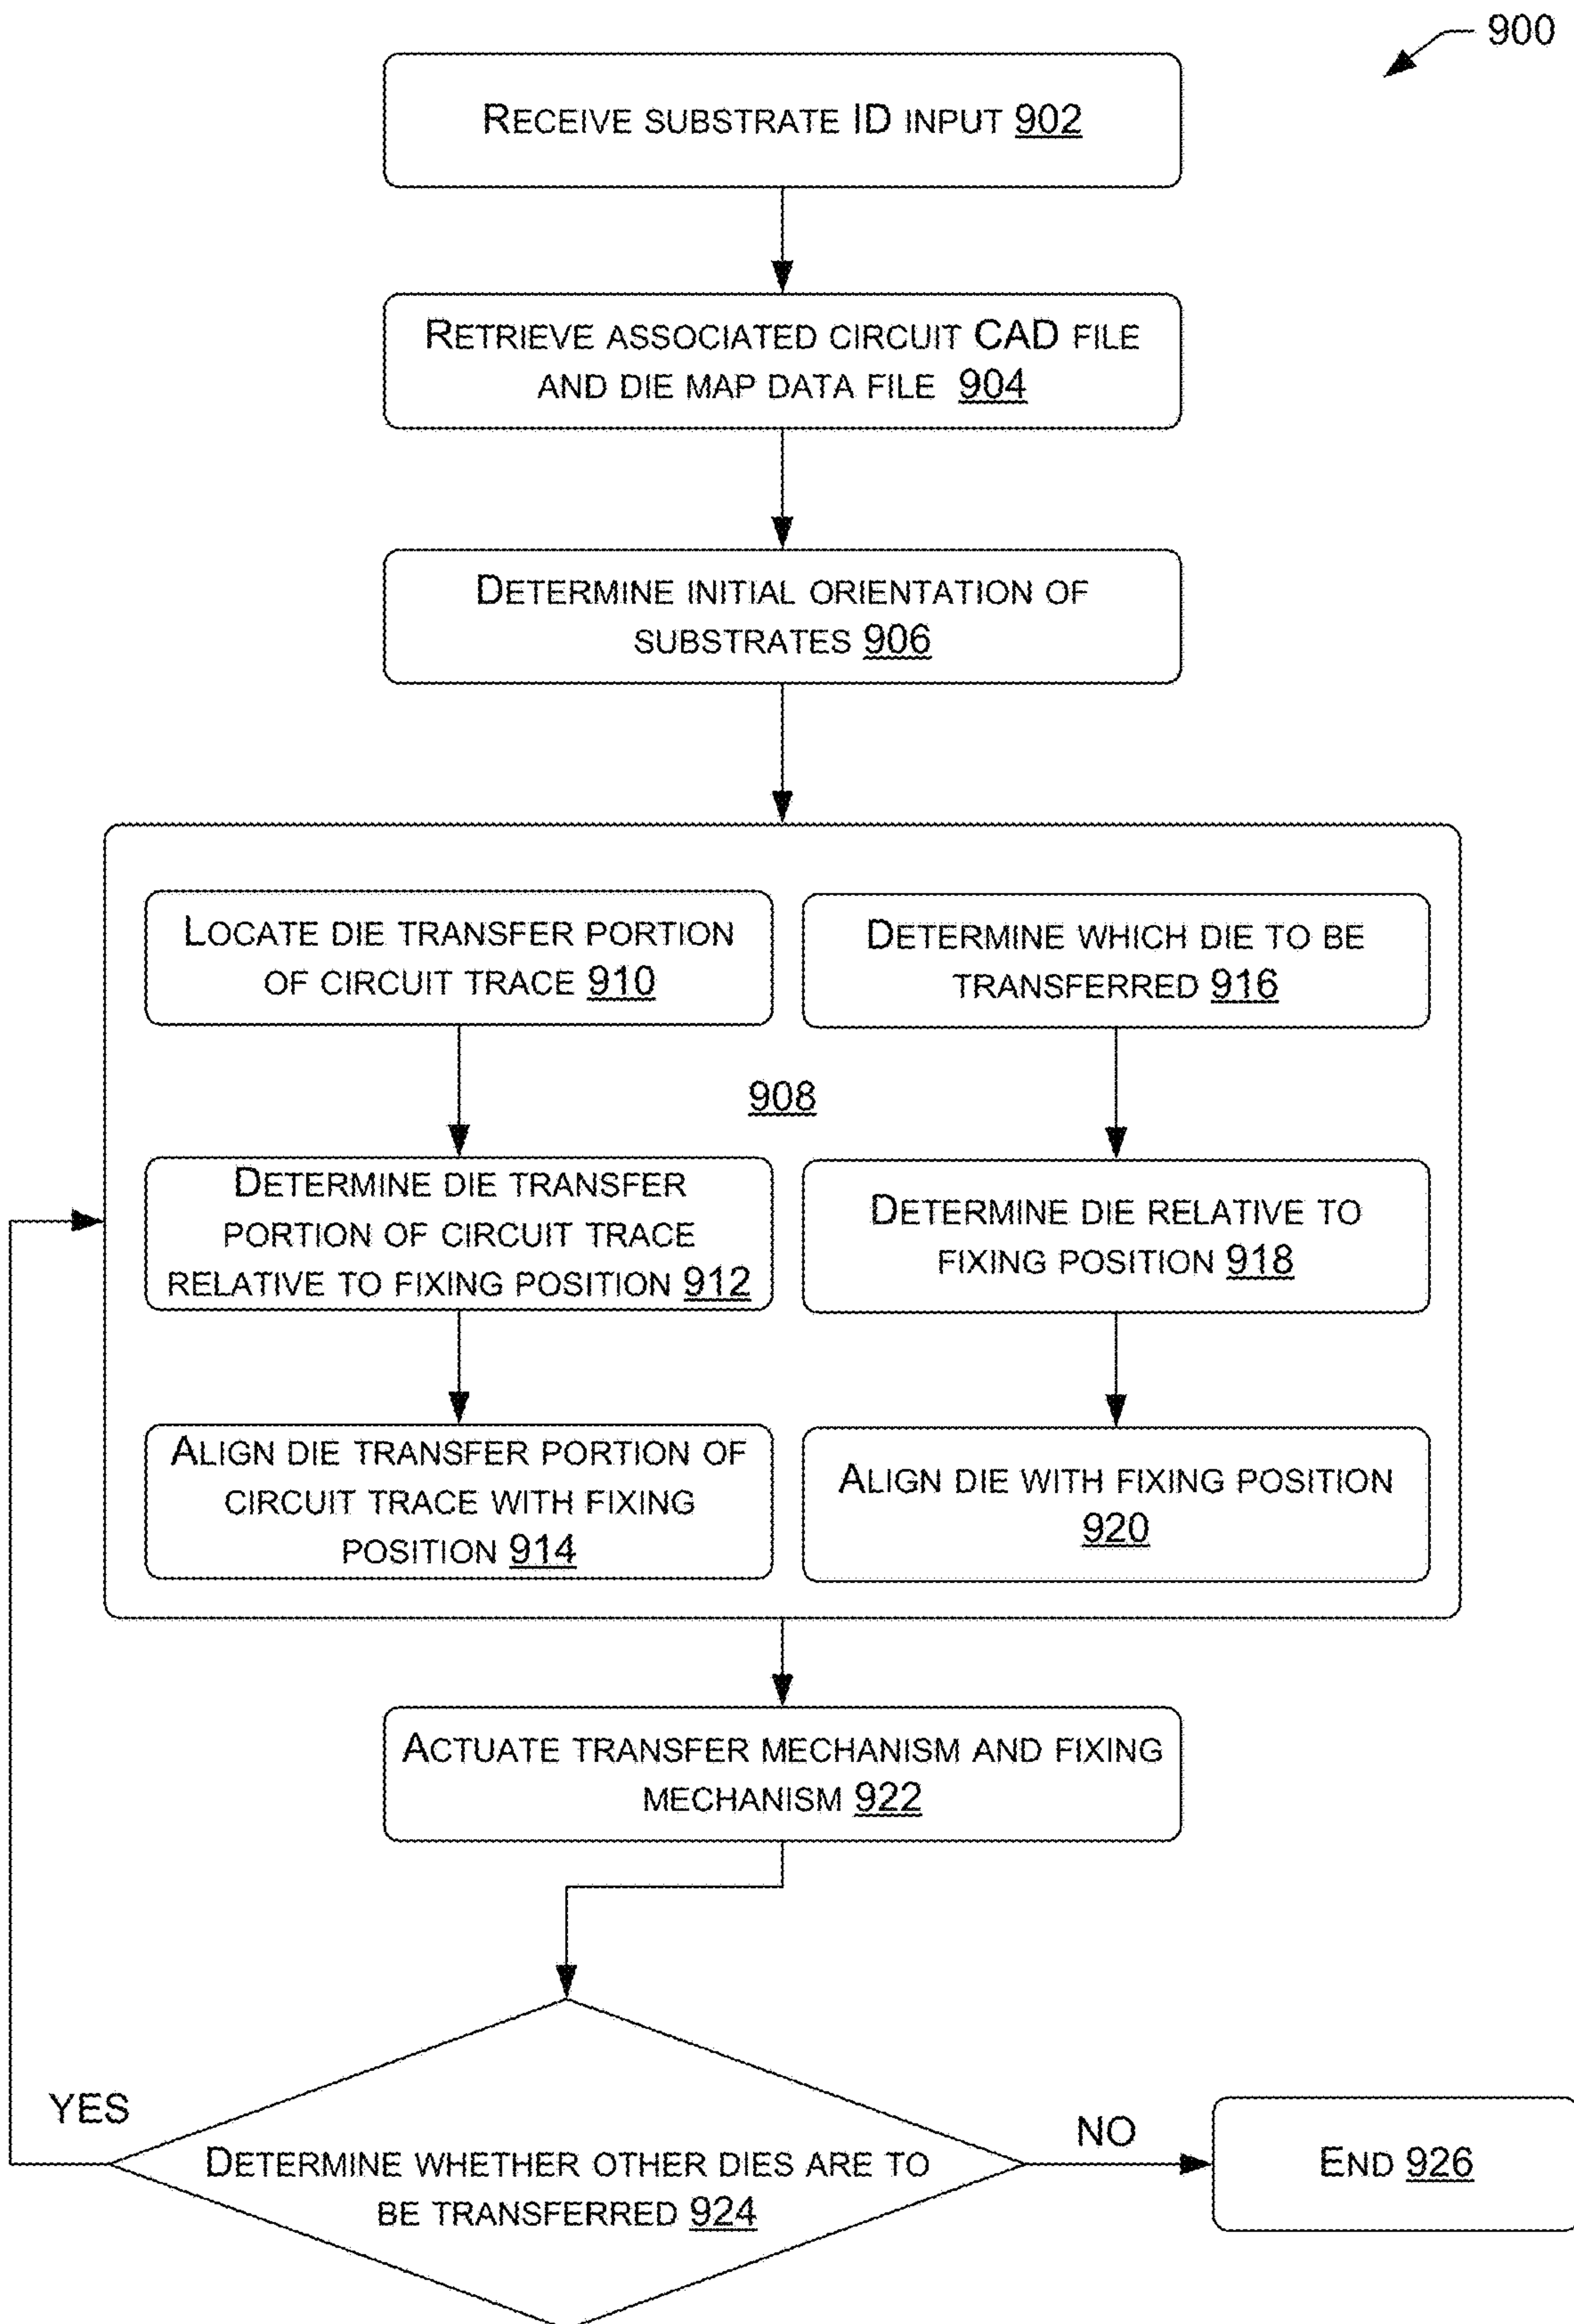 900
RECEIVE SUBSTRATE ID INPUT 902
RETRIEVE ASSOCIATED CIRCUIT CAD FILE
AND DIE MAP DATA FILE 904
DETERMINE INITIAL ORIENTATION OF
SUBSTRATES 906
LOCATE DIE TRANSFER PORTION
OF CIRCUIT TRACE 910
DETERMINE WHICH DIE TO BE
TRANSFERRED 916
908
DETERMINE DIE TRANSFER
PORTION OF CIRCUIT TRACE
RELATIVE TO FIXING POSITION 912
DETERMINE DIE RELATIVE TO
FIXING POSITION 918
ALIGN DIE TRANSFER PORTION OF
CIRCUIT TRACE WITH FIXING
POSITION 914
ALIGN DIE WITH FIXING POSITION
920
ACTUATE TRANSFER MECHANISM AND FIXING
MECHANISM 922
YES
DETERMINE WHETHER OTHER DIES ARE TO
BE TRANSFERRED 924
NO
END 926